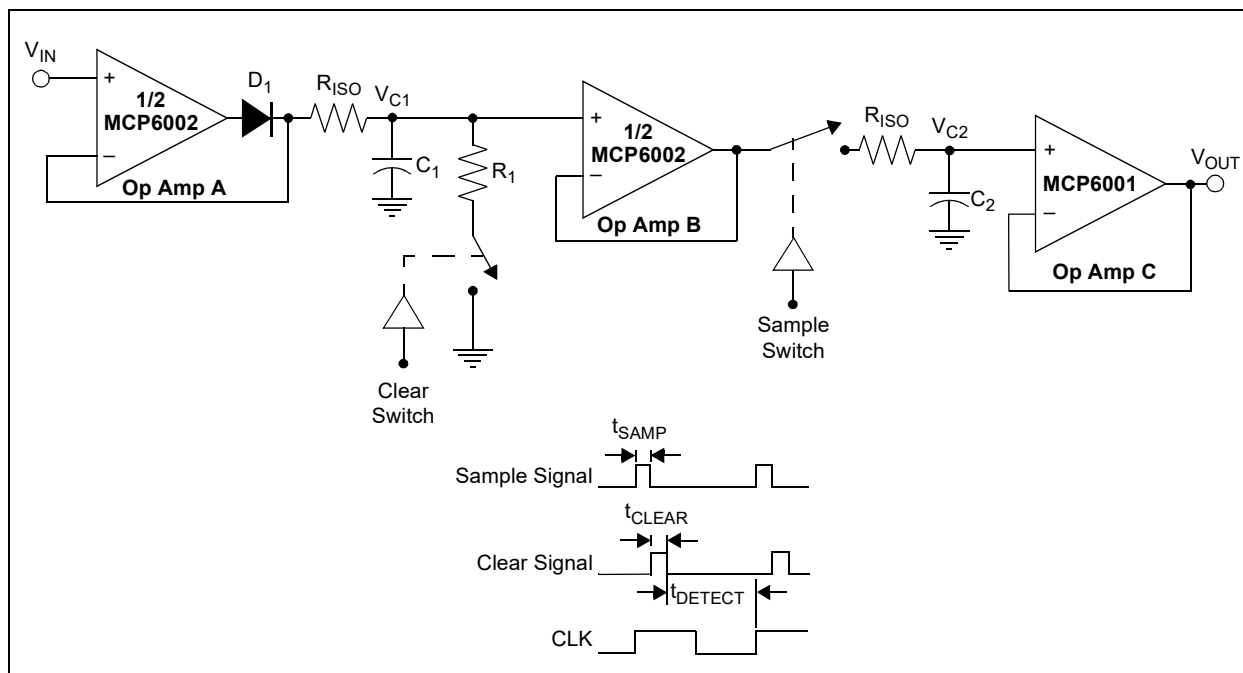 V_IN
+
1/2
MCP6002
−
Op Amp A
D_1
R_ISO
V_C1
C_1
R_1
Clear
Switch
+
1/2
MCP6002
−
Op Amp B
Sample
Switch
R_ISO
V_C2
C_2
+
MCP6001
−
Op Amp C
V_OUT
t_SAMP
Sample Signal
t_CLEAR
Clear Signal
t_DETECT
CLK